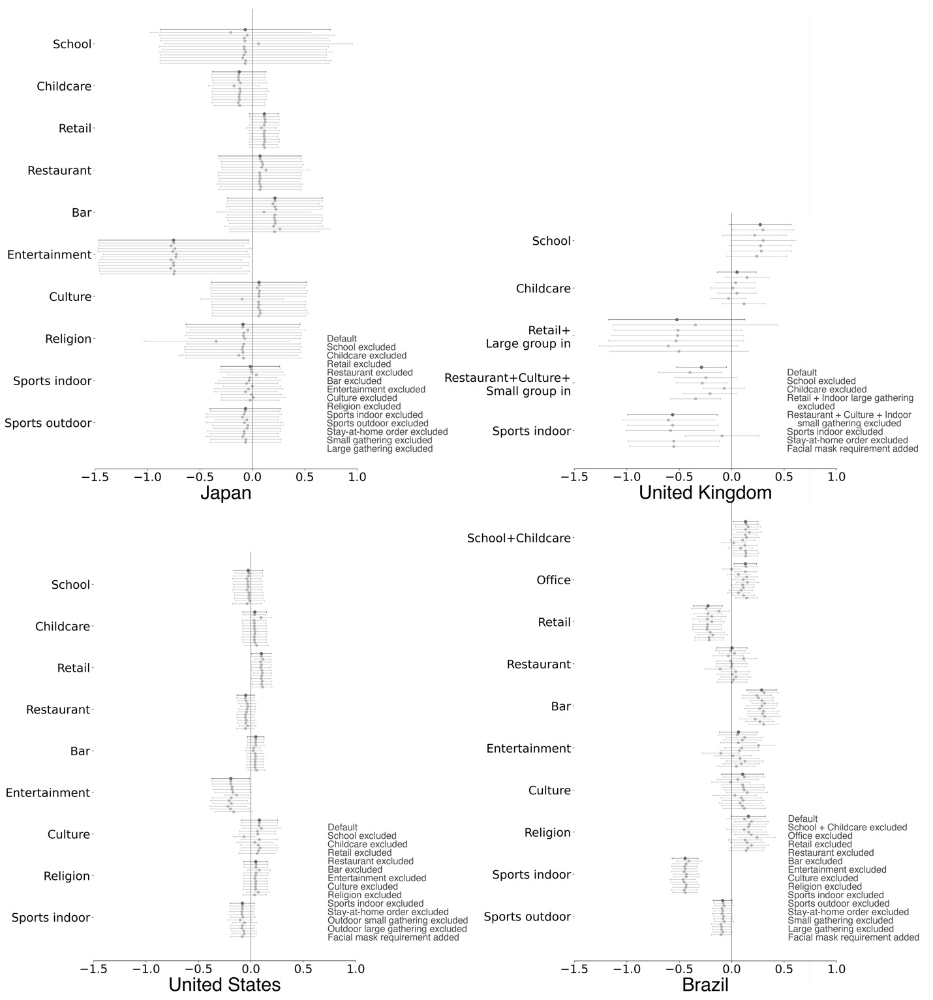 School
Childcare
Retail
Restaurant
Bar
Entertainment
Culture
Religion
Sports indoor
Sports outdoor
Default
School excluded
Childcare excluded
Retail excluded
Restaurant excluded
Bar excluded
Entertainment excluded
Culture excluded
Religion excluded
Sports indoor excluded
Sports outdoor excluded
Stay-at-home order excluded
Small gathering excluded
Large gathering excluded
−1.5 −1.0 −0.5 0.0 0.5 1.0
Japan
School
Childcare
Retail+
Large group in
Restaurant+Culture+
Small group in
Sports indoor
Default
School excluded
Childcare excluded
Retail + Indoor large gathering
excluded
Restaurant + Culture + Indoor
small gathering excluded
Sports indoor excluded
Stay-at-home order excluded
Facial mask requirement added
−1.5 −1.0 −0.5 0.0 0.5 1.0
United Kingdom
School
Childcare
Retail
Restaurant
Bar
Entertainment
Culture
Religion
Sports indoor
Default
School excluded
Childcare excluded
Retail excluded
Restaurant excluded
Bar excluded
Entertainment excluded
Culture excluded
Religion excluded
Sports indoor excluded
Stay-at-home order excluded
Outdoor small gathering excluded
Outdoor large gathering excluded
Facial mask requirement added
−1.5 −1.0 −0.5 0.0 0.5 1.0
United States
School+Childcare
Office
Retail
Restaurant
Bar
Entertainment
Culture
Religion
Sports indoor
Sports outdoor
Default
School + Childcare excluded
Office excluded
Retail excluded
Restaurant excluded
Bar excluded
Entertainment excluded
Culture excluded
Religion excluded
Sports indoor excluded
Sports outdoor excluded
Stay-at-home order excluded
Small gathering excluded
Large gathering excluded
Facial mask requirement added
−1.5 −1.0 −0.5 0.0 0.5 1.0
Brazil